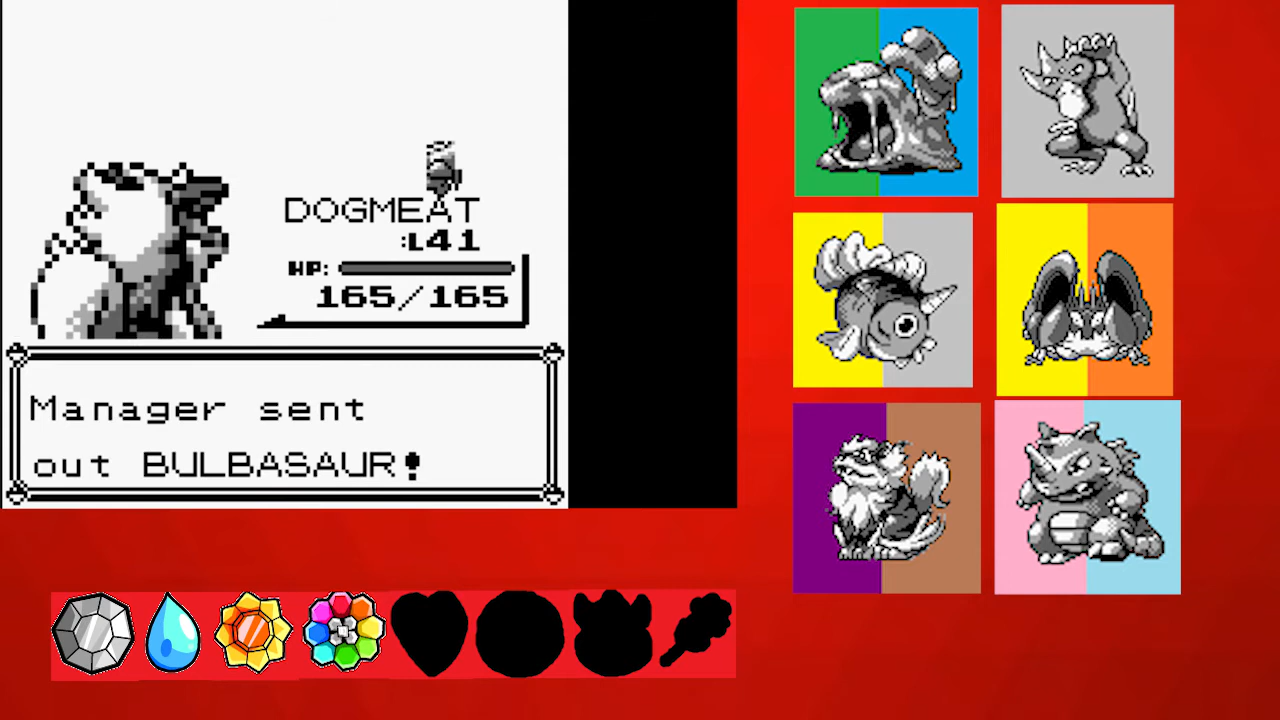 DOGMEAT
:L41
HP:
165/165
Manager sent
out BULBASAUR!